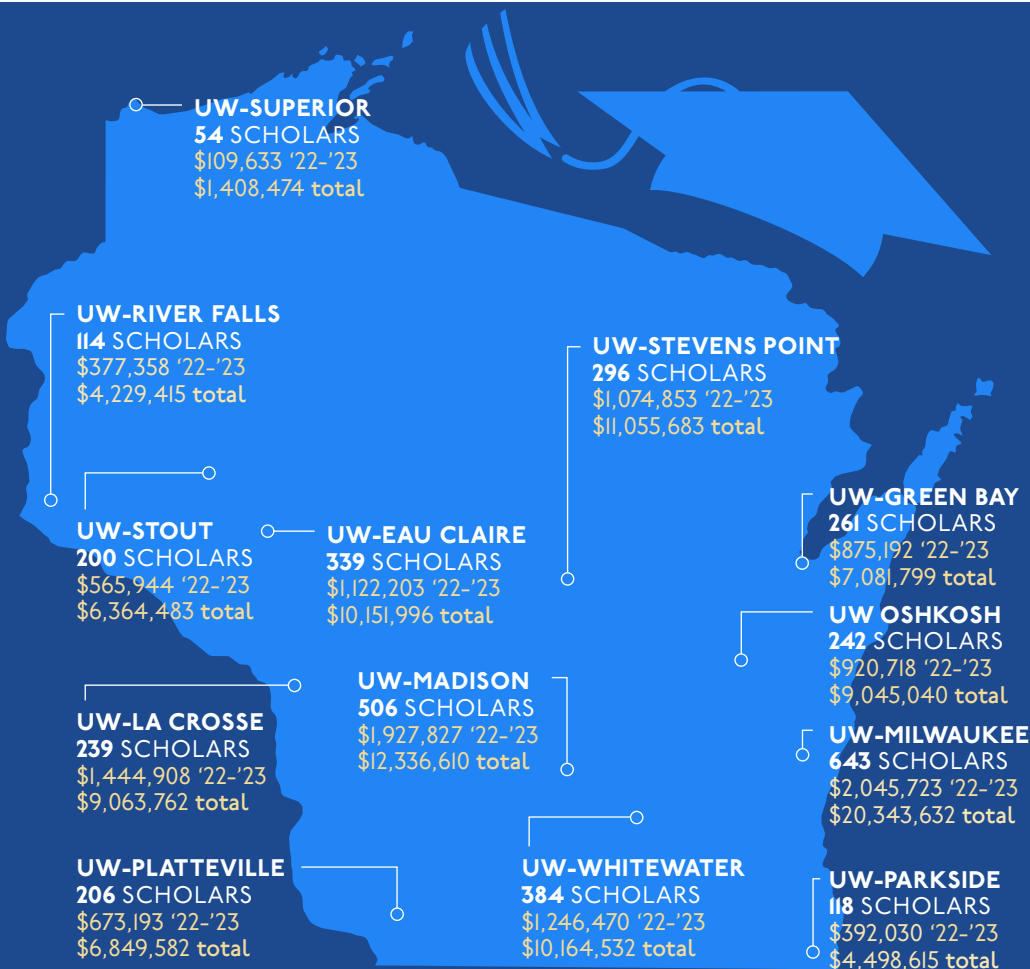 UW-SUPERIOR
54 SCHOLARS
$109,633 ‘22-’23
$1,408,474 total
UW-RIVER FALLS
114 SCHOLARS
$377,358 ‘22-’23
$4,229,415 total
UW-STEVENS POINT
296 SCHOLARS
$1,074,853 ‘22-’23
$11,055,683 total
UW-STOUT
200 SCHOLARS
$565,944 ‘22-’23
$6,364,483 total
UW-EAU CLAIRE
339 SCHOLARS
$1,122,203 ‘22-’23
$10,151,996 total
UW-GREEN BAY
261 SCHOLARS
$875,192 ‘22-’23
$7,081,799 total
UW OSHKOSH
242 SCHOLARS
$920,718 ‘22-’23
$9,045,040 total
UW-LA CROSSE
239 SCHOLARS
$1,444,908 ‘22-’23
$9,063,762 total
UW-MADISON
506 SCHOLARS
$1,927,827 ‘22-’23
$12,336,610 total
UW-MILWAUKEE
643 SCHOLARS
$2,045,723 ‘22-’23
$20,343,632 total
UW-PLATTEVILLE
206 SCHOLARS
$673,193 ‘22-’23
$6,849,582 total
UW-WHITEWATER
384 SCHOLARS
$1,246,470 ‘22-’23
$10,164,532 total
UW-PARKSIDE
118 SCHOLARS
$392,030 ‘22-’23
$4,498,615 total